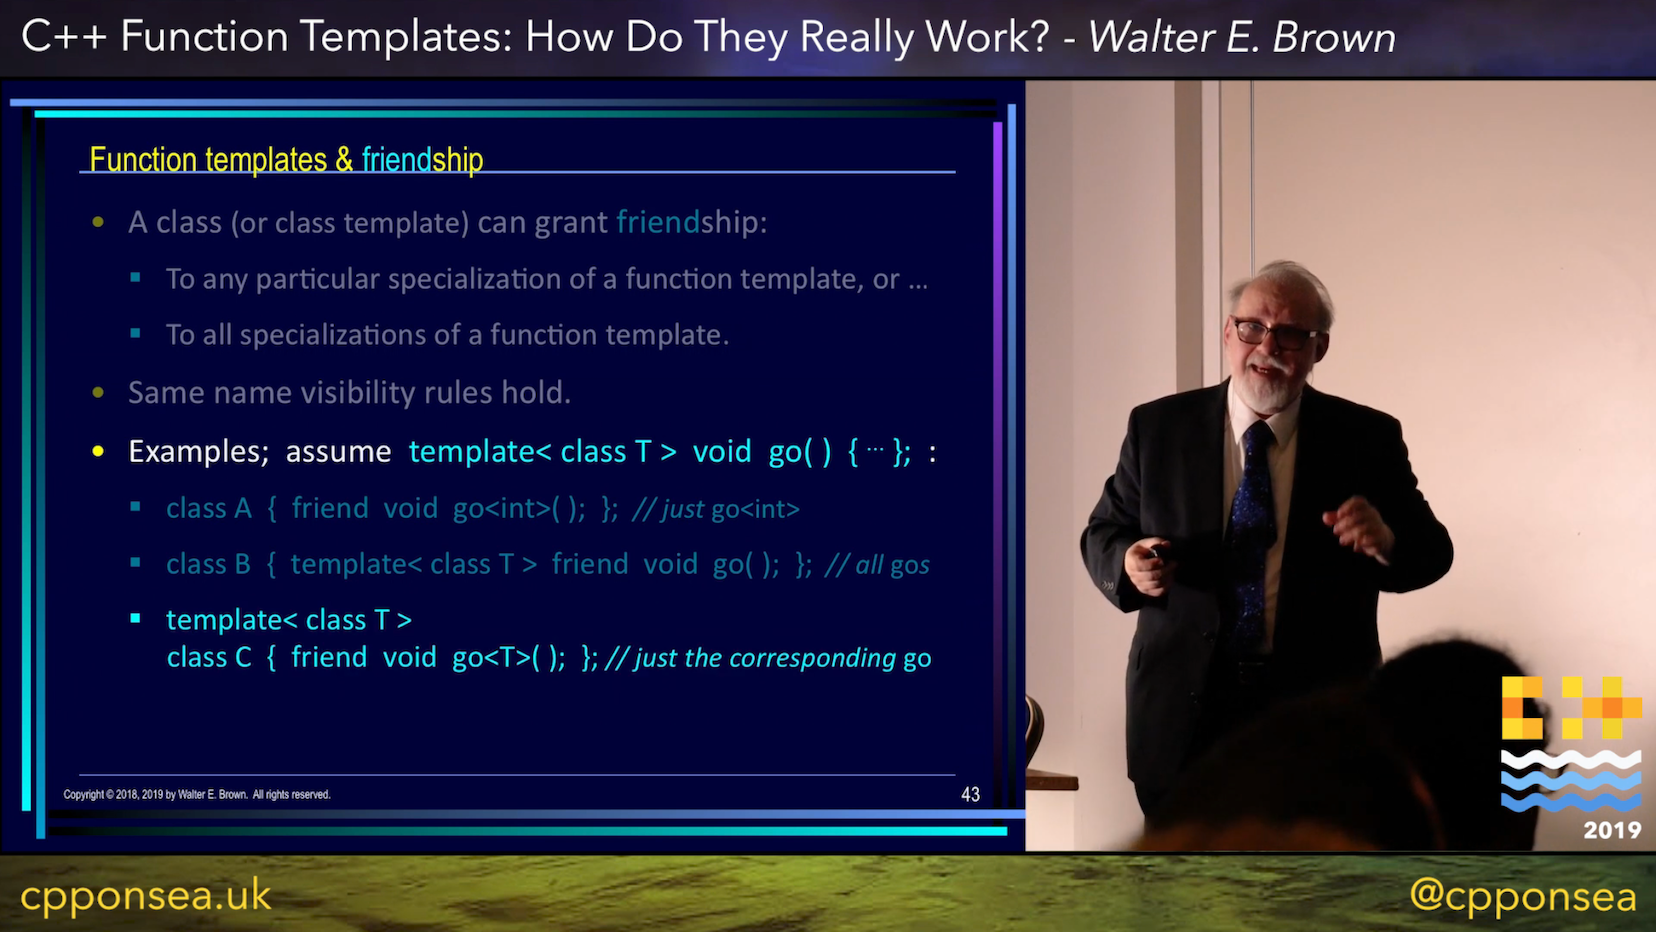 C++ Function Templates: How Do They Really Work? - Walter E. Brown
Function templates & friendship
• A class (or class template) can grant friendship:
▪ To any particular specialization of a function template, or …
▪ To all specializations of a function template.
• Same name visibility rules hold.
• Examples; assume template< class T > void go( ) { ··· }; :
▪ class A { friend void go<int>( ); }; // just go<int>
▪ class B { template< class T > friend void go( ); }; // all gos
▪ template< class T >
class C { friend void go<T>( ); }; // just the corresponding go
Copyright © 2018, 2019 by Walter E. Brown. All rights reserved.
43
C++
2019
cpponsea.uk
@cpponsea